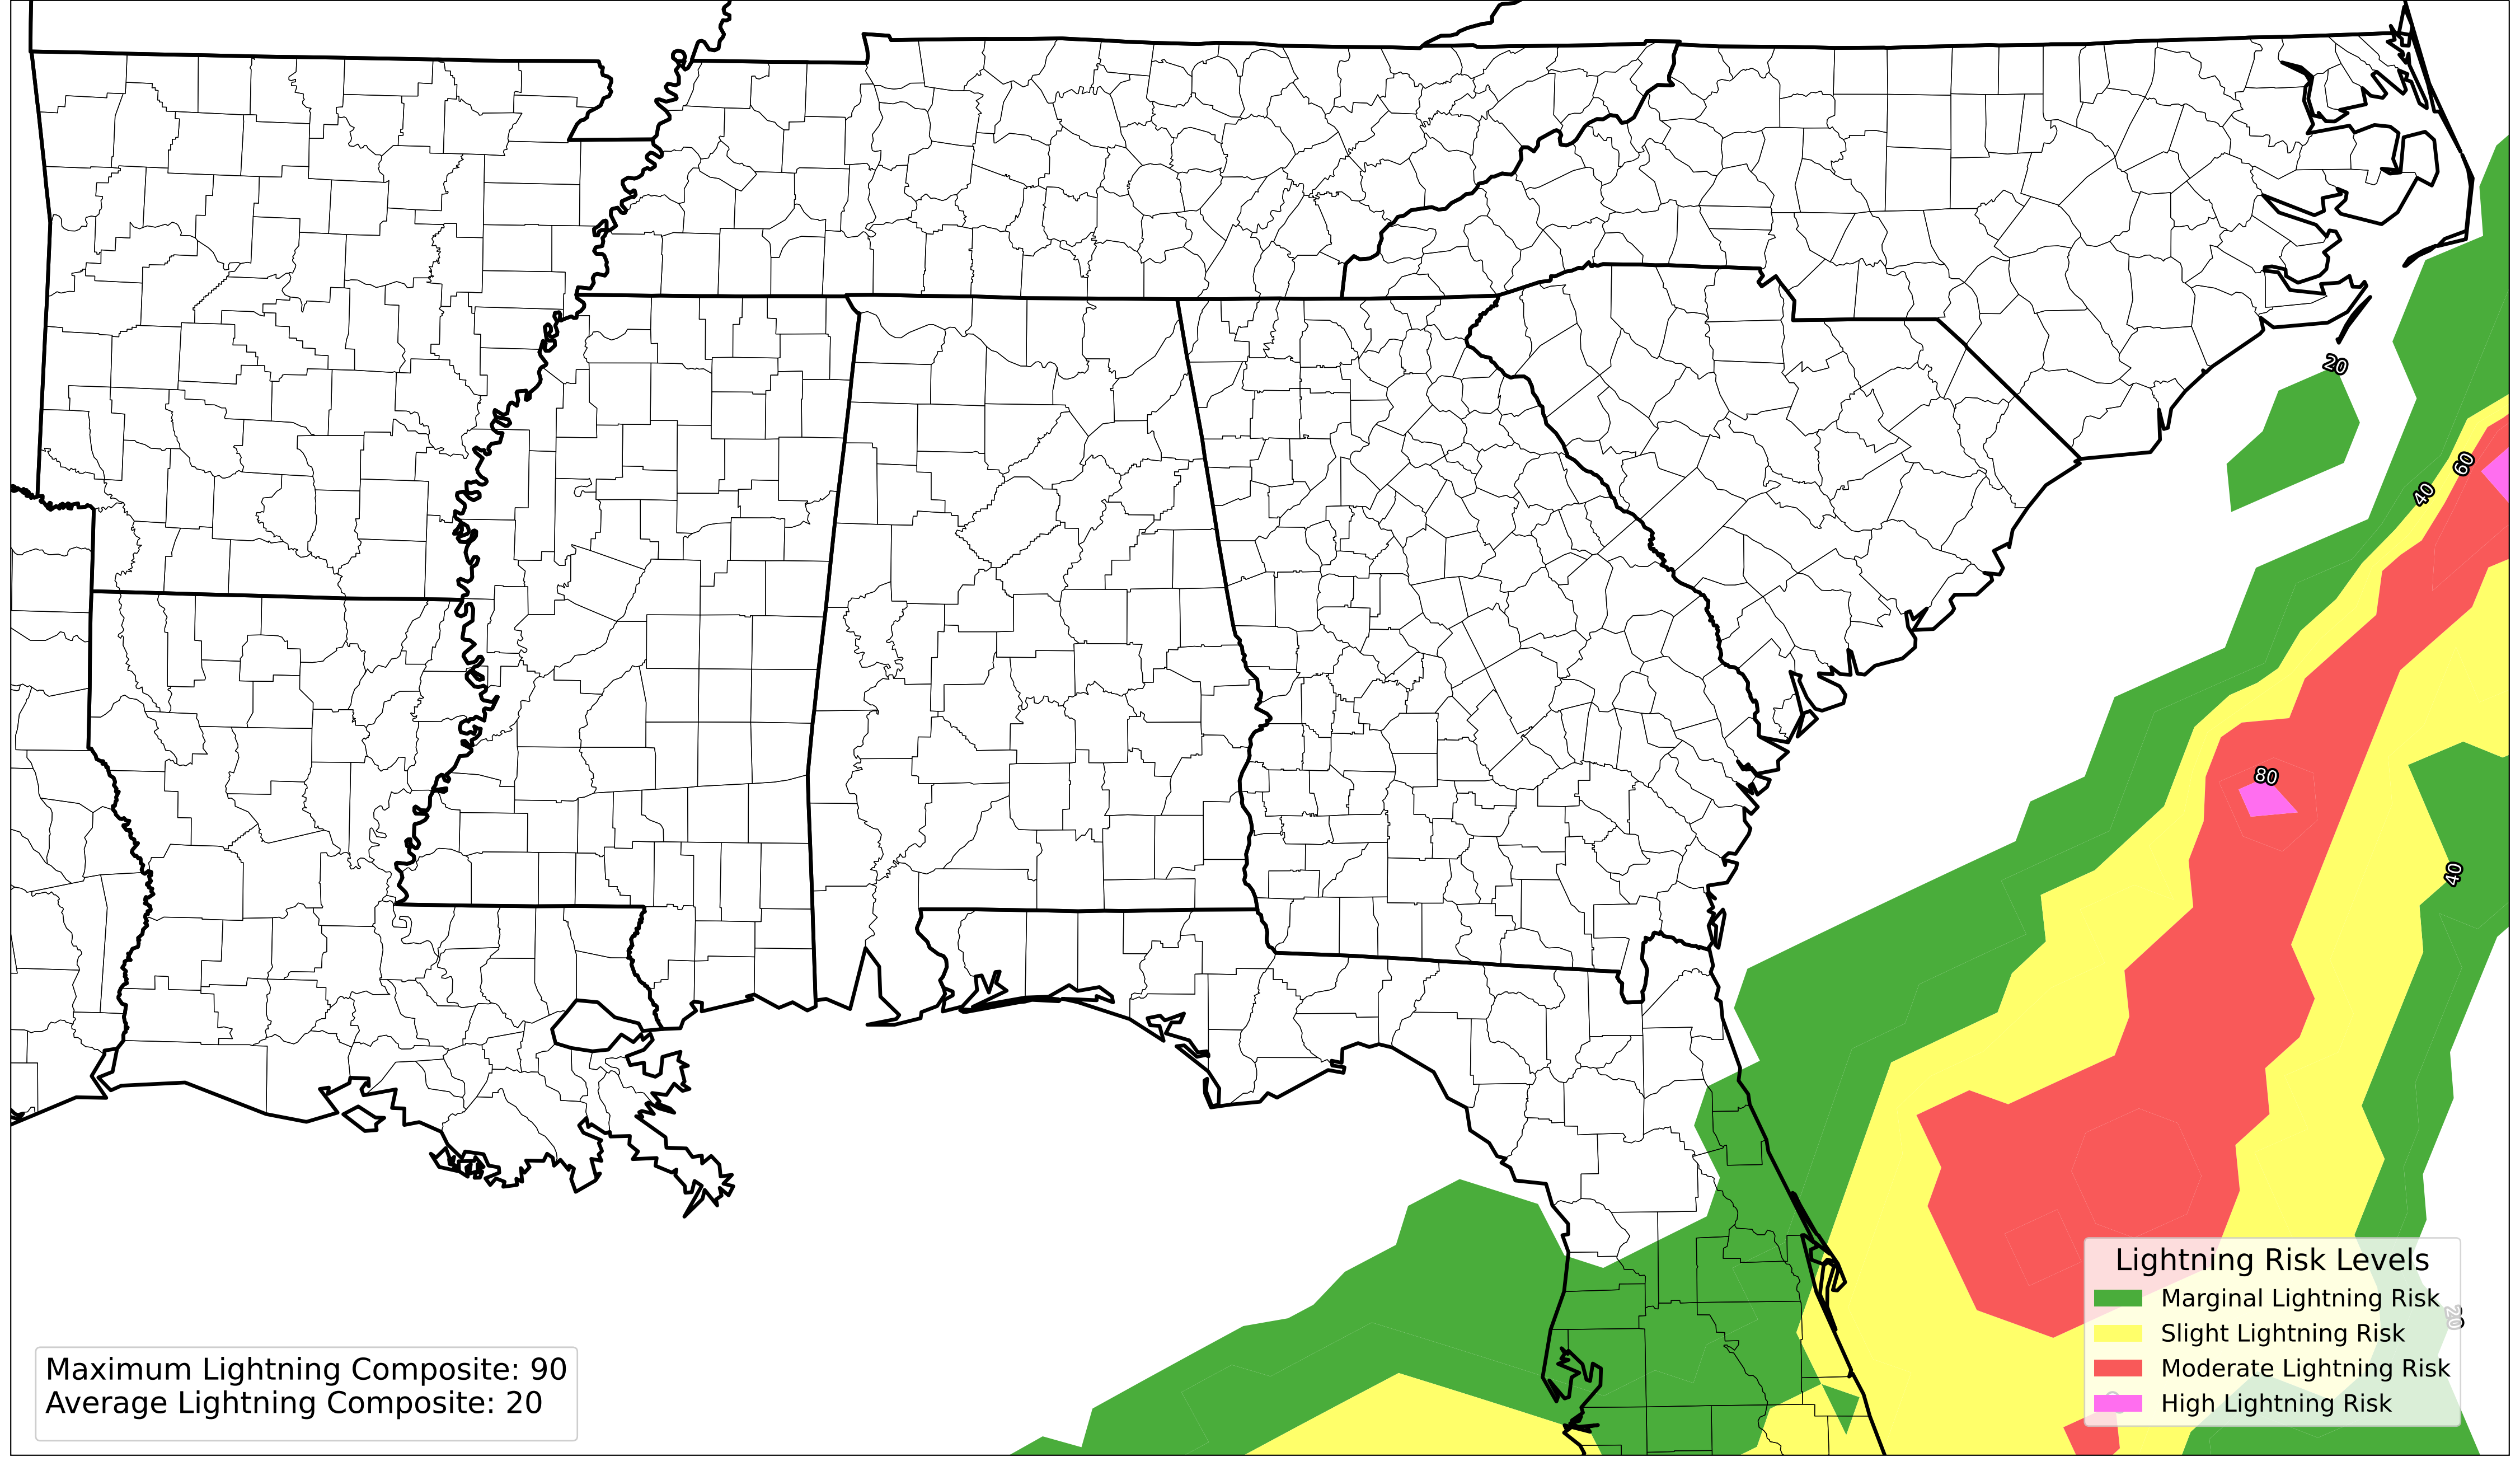 20
60
40
80
40
Lightning Risk Levels
Marginal Lightning Risk
20
Slight Lightning Risk
Moderate Lightning Risk
High Lightning Risk
Maximum Lightning Composite: 90
Average Lightning Composite: 20